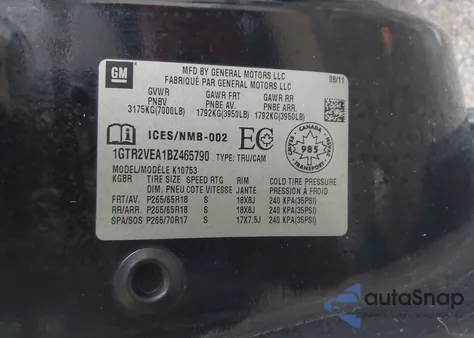 GM
MFD BY GENERAL MOTORS LLC
FABRIQUÉ PAR GENERAL MOTORS LLC
08/11
GVWR GAWR FRT GAWR RR
PNBV PNBE AV. PNBE ARR.
3175KG(7000LB) 1792KG(3950LB) 1792KG(3950LB)
ICES/NMB-002
EC
CANADA
985
1GTR2VEA1BZ465790 TYPE: TRU/CAM
MODEL/MODÈLE K10753
KGBR TIRE SIZE SPEED RTG RIM COLD TIRE PRESSURE
DIM. PNEU COTE VITESSE JANTE PRESSION À FROID
FRT/AV. P265/65R18 S 18X8J 240 KPA(35PSI)
RR/ARR. P265/65R18 S 18X8J 240 KPA(35PSI)
SPA/SOS P265/70R17 S 17X7.5J 240 KPA(35PSI)
autoSnap